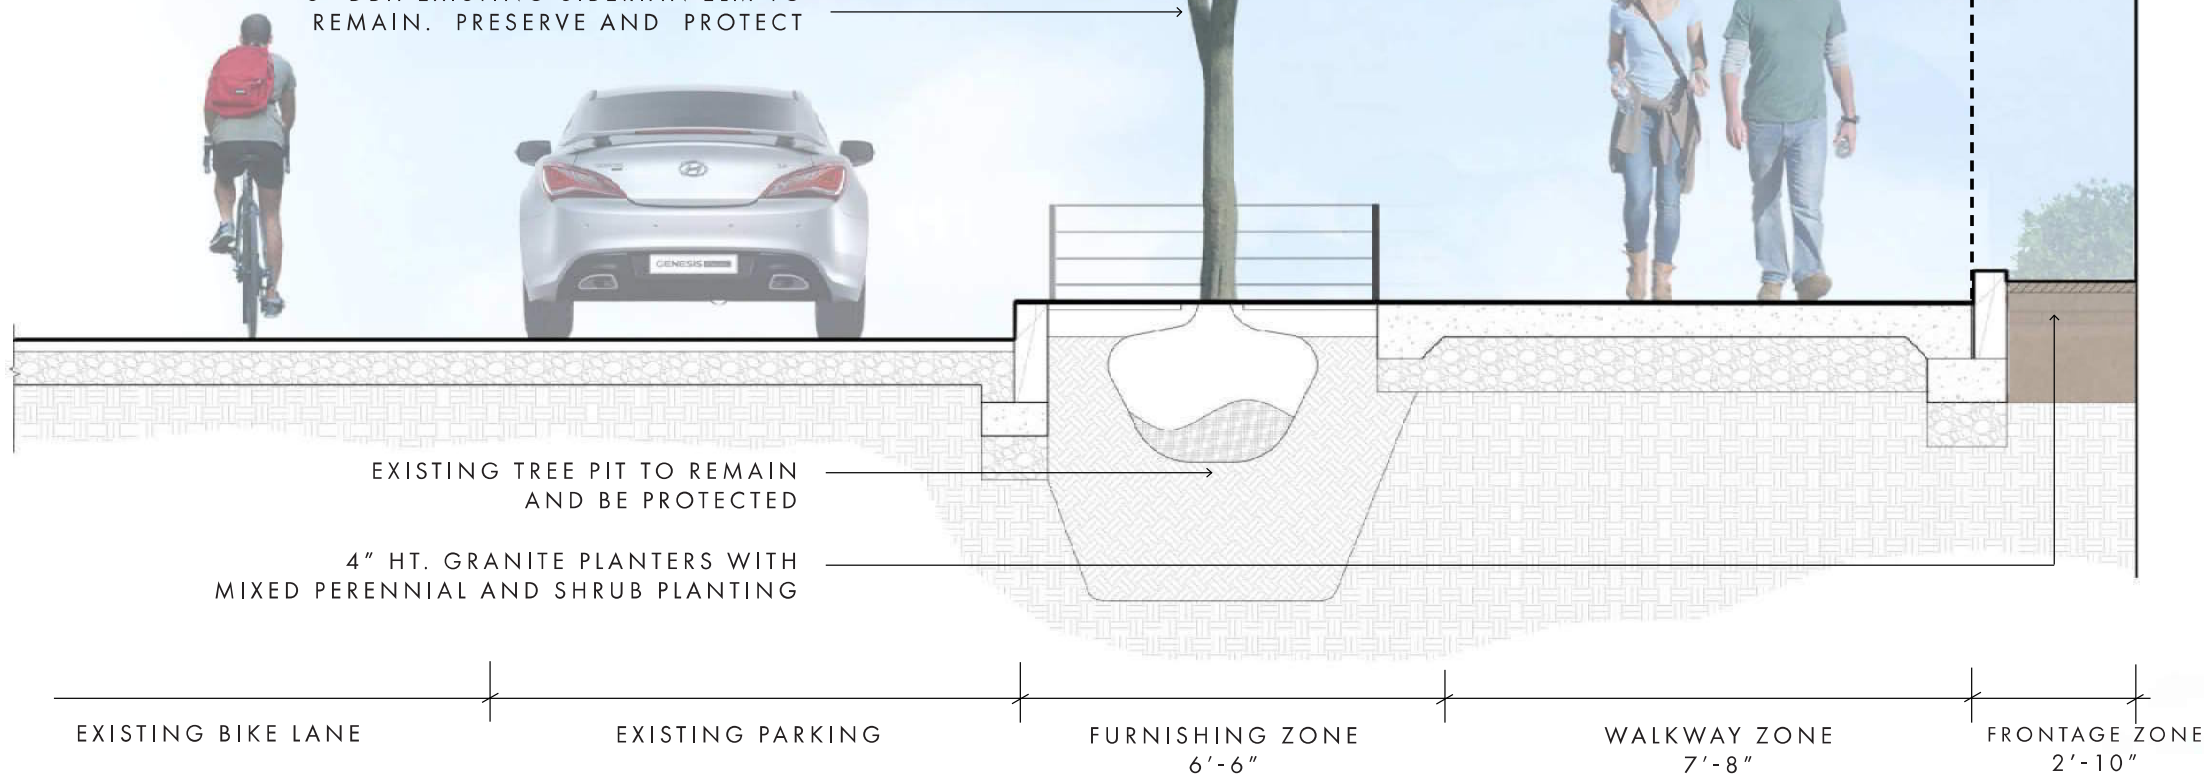 REMAIN. PRESERVE AND PROTECT
GENESIS
EXISTING TREE PIT TO REMAIN
AND BE PROTECTED
4" HT. GRANITE PLANTERS WITH
MIXED PERENNIAL AND SHRUB PLANTING
EXISTING BIKE LANE
EXISTING PARKING
FURNISHING ZONE
6'-6"
WALKWAY ZONE
7'-8"
FRONTAGE ZONE
2'-10"